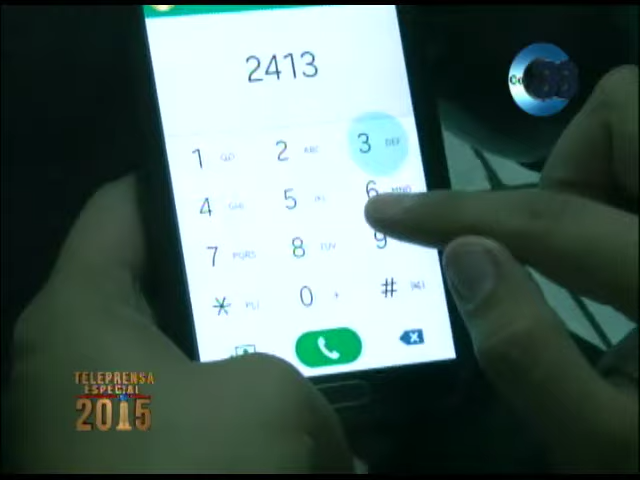 2413
1 QO
2 ABC
3 DEF
4 GHI
5 JKL
6 MNO
7 PQRS
8 TUV
9
* P(
0 +
#
TELEPRENSA
ESPECIAL
2015